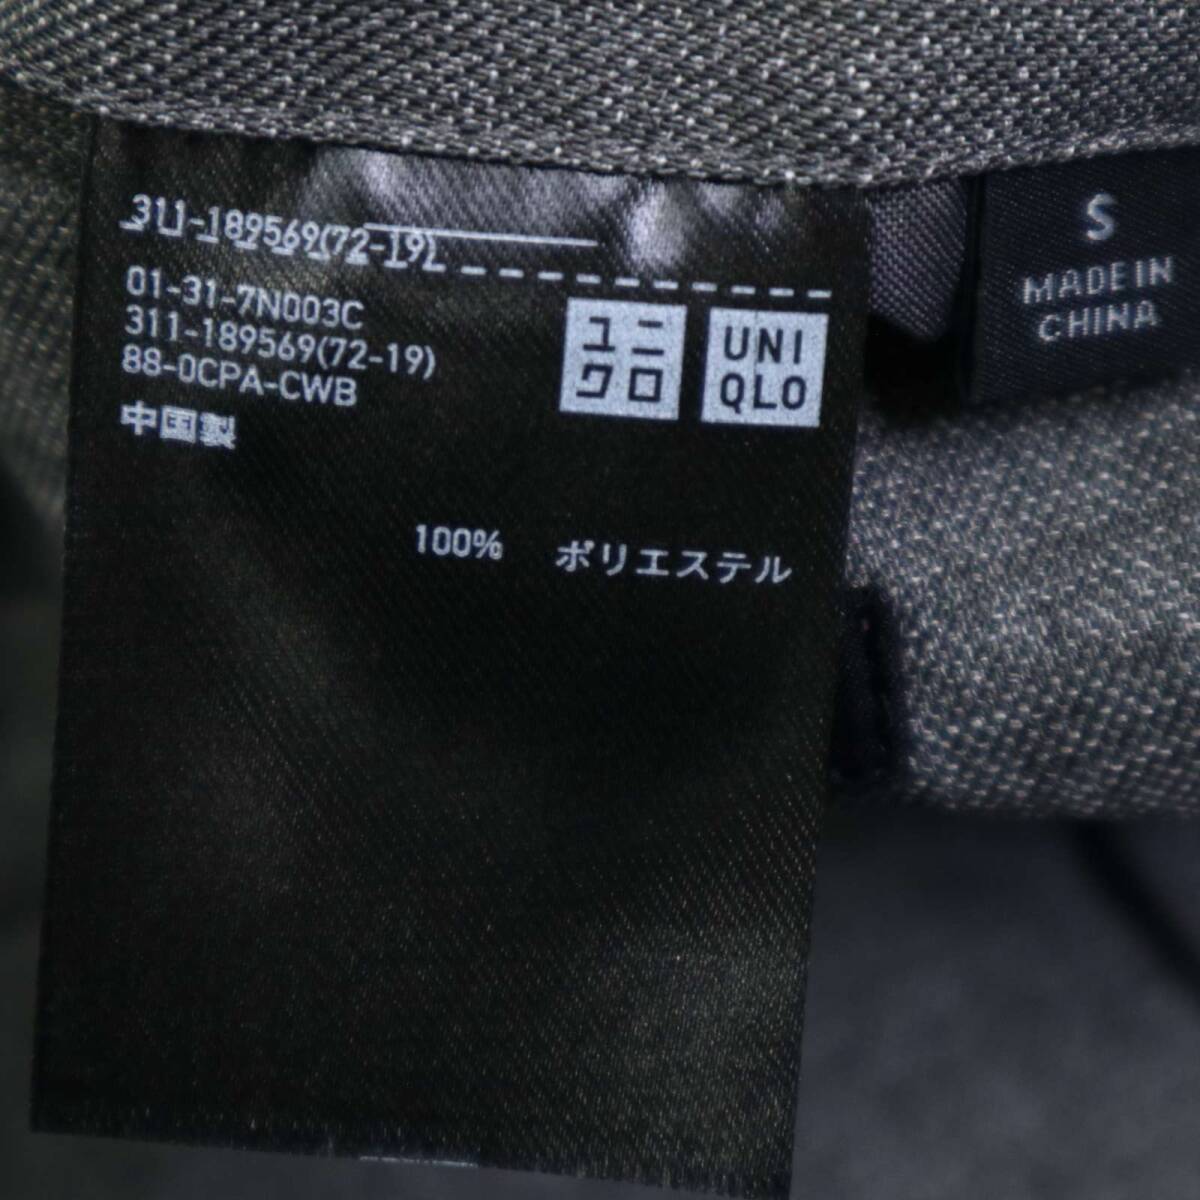 311-189569(72-19)
01-31-7N003C
311-189569(72-19)
88-0CPA-CWB
中国製
ユニ
クロ
UNI
QLO
100% ポリエステル
S
MADE IN
CHINA